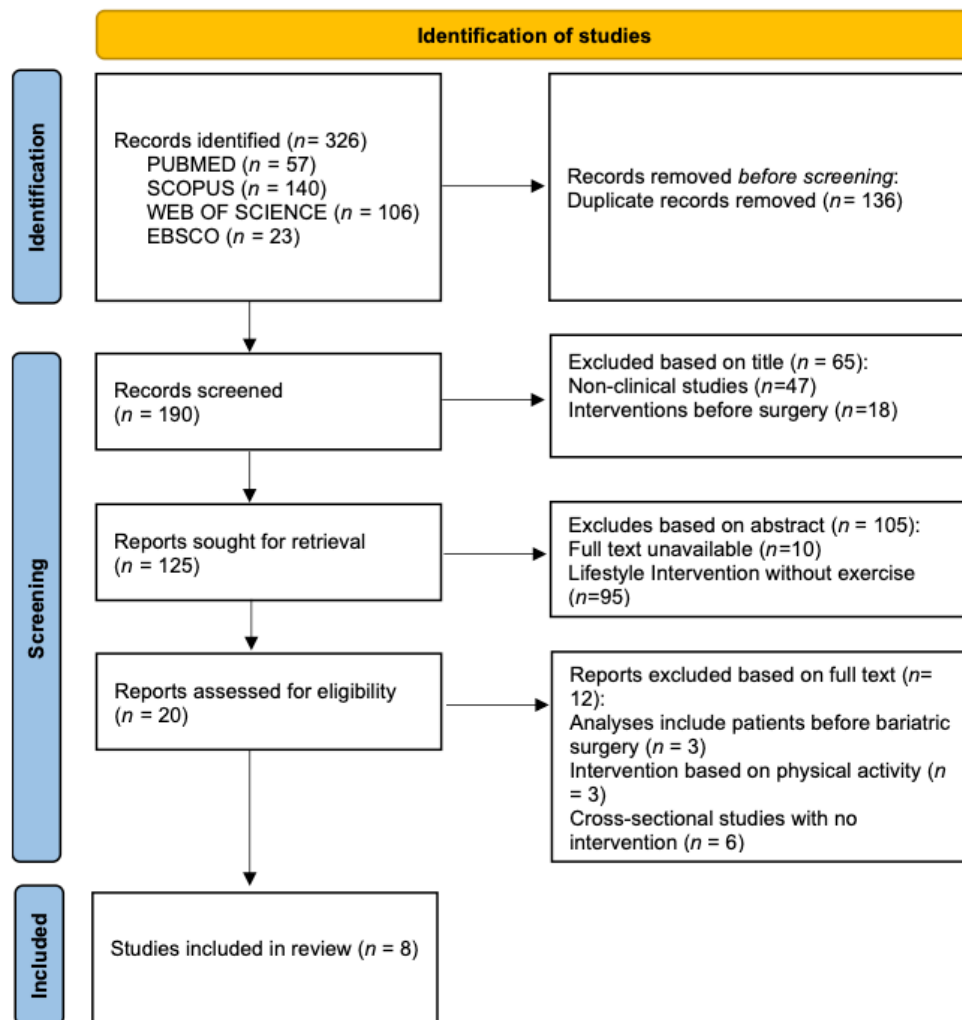 Identification of studies
Identification
Records identified (n= 326)
PUBMED (n = 57)
SCOPUS (n = 140)
WEB OF SCIENCE (n = 106)
EBSCO (n = 23)
Records removed before screening:
Duplicate records removed (n= 136)
Screening
Records screened
(n = 190)
Excluded based on title (n = 65):
Non-clinical studies (n=47)
Interventions before surgery (n=18)
Reports sought for retrieval
(n = 125)
Excludes based on abstract (n = 105):
Full text unavailable (n=10)
Lifestyle Intervention without exercise
(n=95)
Reports assessed for eligibility
(n = 20)
Reports excluded based on full text (n=
12):
Analyses include patients before bariatric
surgery (n = 3)
Intervention based on physical activity (n
= 3)
Cross-sectional studies with no
intervention (n = 6)
Included
Studies included in review (n = 8)